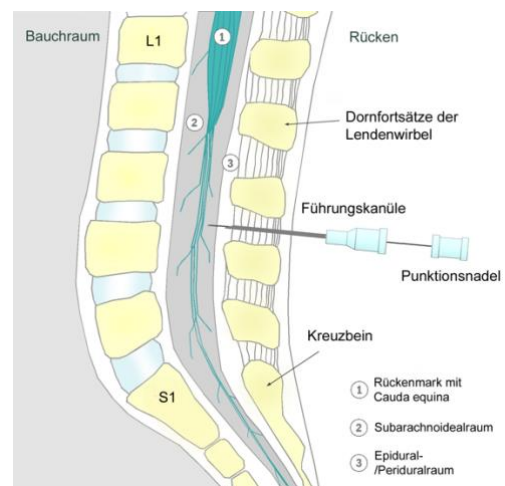 Bauchraum
L1
1
Rücken
2
Dornfortsätze der
Lendenwirbel
3
Führungskanüle
Punktionsnadel
Kreuzbein
S1
1 Rückenmark mit
Cauda equina
2 Subarachnoidealraum
3 Epidural-
/Periduralraum